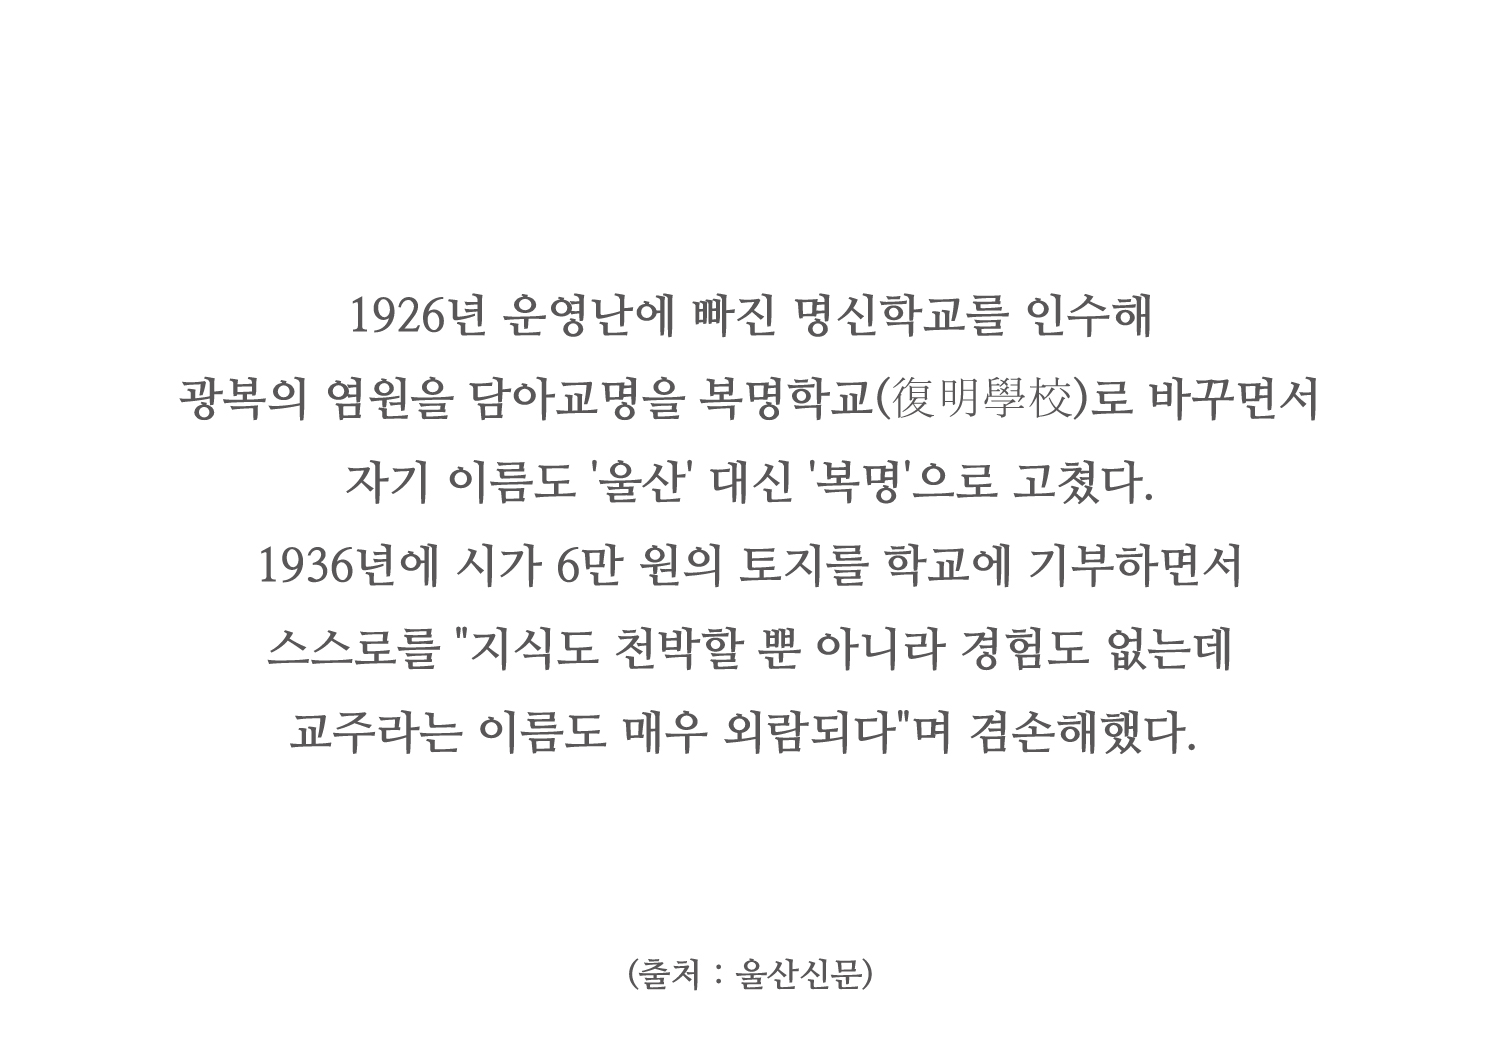 1926년 운영난에 빠진 명신학교를 인수해
광복의 염원을 담아교명을 복명학교(復明學校)로 바꾸면서
자기 이름도 '울산' 대신 '복명'으로 고쳤다.
1936년에 시가 6만 원의 토지를 학교에 기부하면서
스스로를 "지식도 천박할 뿐 아니라 경험도 없는데
교주라는 이름도 매우 외람되다"며 겸손해했다.
(출처 : 울산신문)